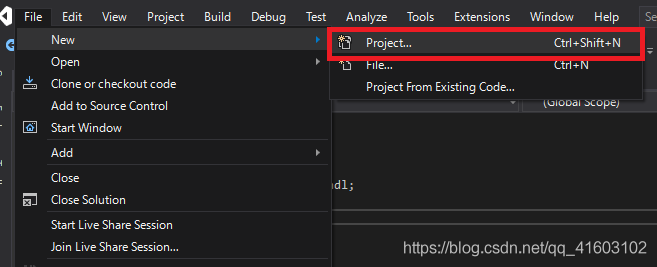 File Edit View Project Build Debug Test Analyze Tools Extensions Window Help Se
New
Project... Ctrl+Shift+N
Open
File... Ctrl+N
Clone or checkout code
Project From Existing Code...
Add to Source Control
(Global Scope)
Start Window
Add
Close
ndl;
Close Solution
Start Live Share Session
Join Live Share Session...
https://blog.csdn.net/qq_41603102